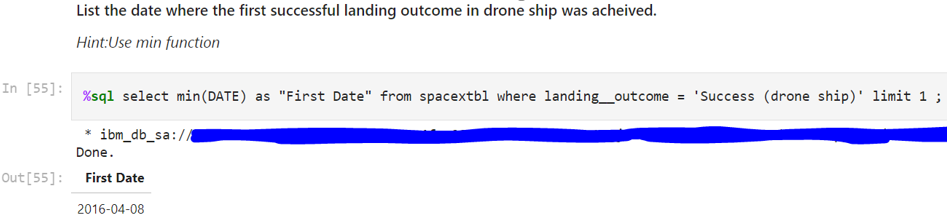 List the date where the first successful landing outcome in drone ship was acheived.
Hint:Use min function
In [55]:
%sql select min(DATE) as "First Date" from spacextbl where landing__outcome = 'Success (drone ship)' limit 1 ;
* ibm_db_sa://
Done.
Out[55]:
First Date
2016-04-08